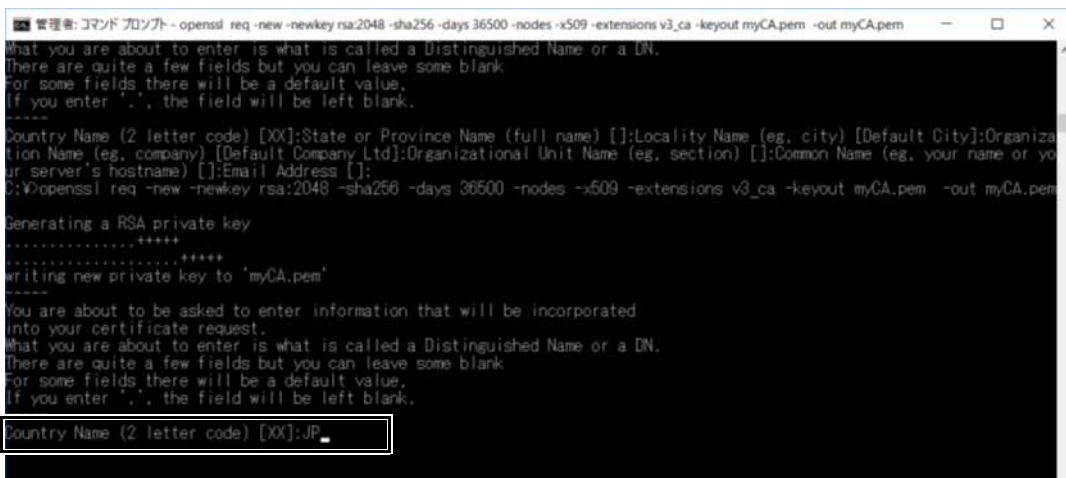 管理者: コマンド プロンプト - openssl req -new -newkey rsa:2048 -sha256 -days 36500 -nodes -x509 -extensions v3_ca -keyout myCA.pem -out myCA.pem
What you are about to enter is what is called a Distinguished Name or a DN.
There are quite a few fields but you can leave some blank
For some fields there will be a default value,
If you enter '.', the field will be left blank.
-----
Country Name (2 letter code) [XX]:State or Province Name (full name) []:Locality Name (eg, city) [Default City]:Organiza
tion Name (eg, company) [Default Company Ltd]:Organizational Unit Name (eg, section) []:Common Name (eg, your name or yo
ur server's hostname) []:Email Address []:
C:¥>openssl req -new -newkey rsa:2048 -sha256 -days 36500 -nodes -x509 -extensions v3_ca -keyout myCA.pem  -out myCA.pem
Generating a RSA private key
...............+++++
....................+++++
writing new private key to 'myCA.pem'
-----
You are about to be asked to enter information that will be incorporated
into your certificate request.
What you are about to enter is what is called a Distinguished Name or a DN.
There are quite a few fields but you can leave some blank
For some fields there will be a default value,
If you enter '.', the field will be left blank.
-----
Country Name (2 letter code) [XX]:JP